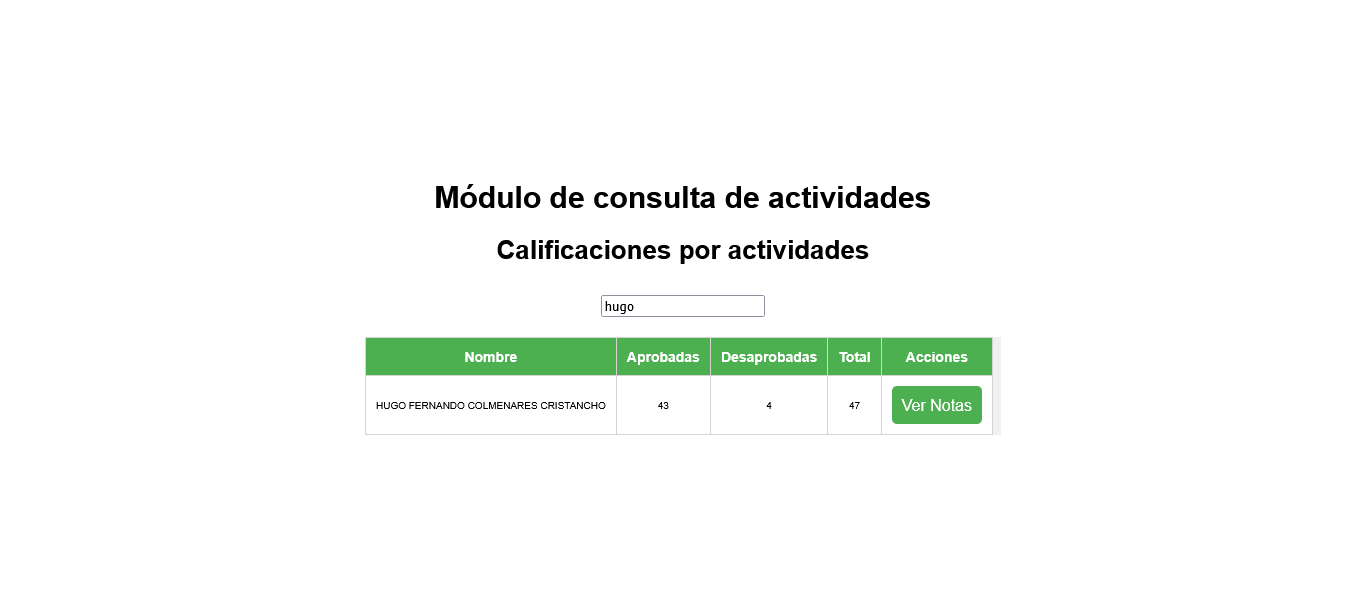 Módulo de consulta de actividades
Calificaciones por actividades
hugo
Nombre Aprobadas Desaprobadas Total Acciones
HUGO FERNANDO COLMENARES CRISTANCHO 43 4 47 Ver Notas